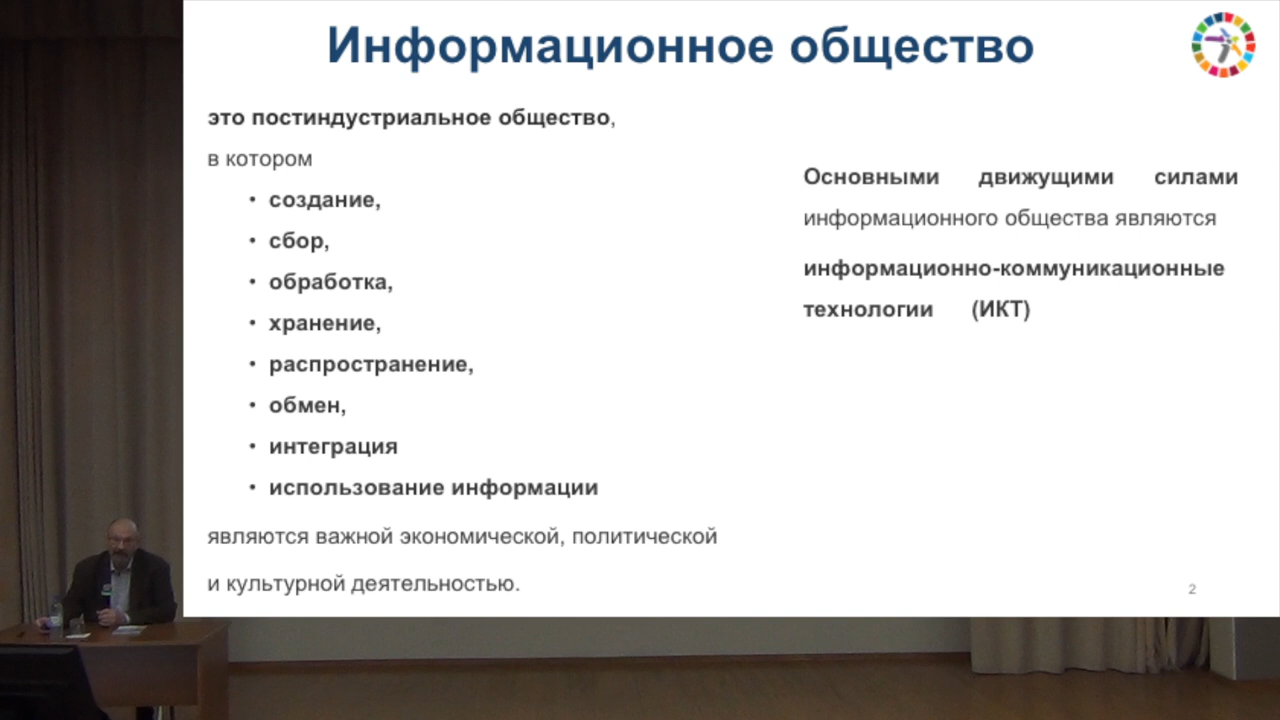 Информационное общество
это постиндустриальное общество,
в котором
• создание,
• сбор,
• обработка,
• хранение,
• распространение,
• обмен,
• интеграция
• использование информации
являются важной экономической, политической
и культурной деятельностью.
Основными движущими силами
информационного общества являются
информационно-коммуникационные
технологии (ИКТ)
2